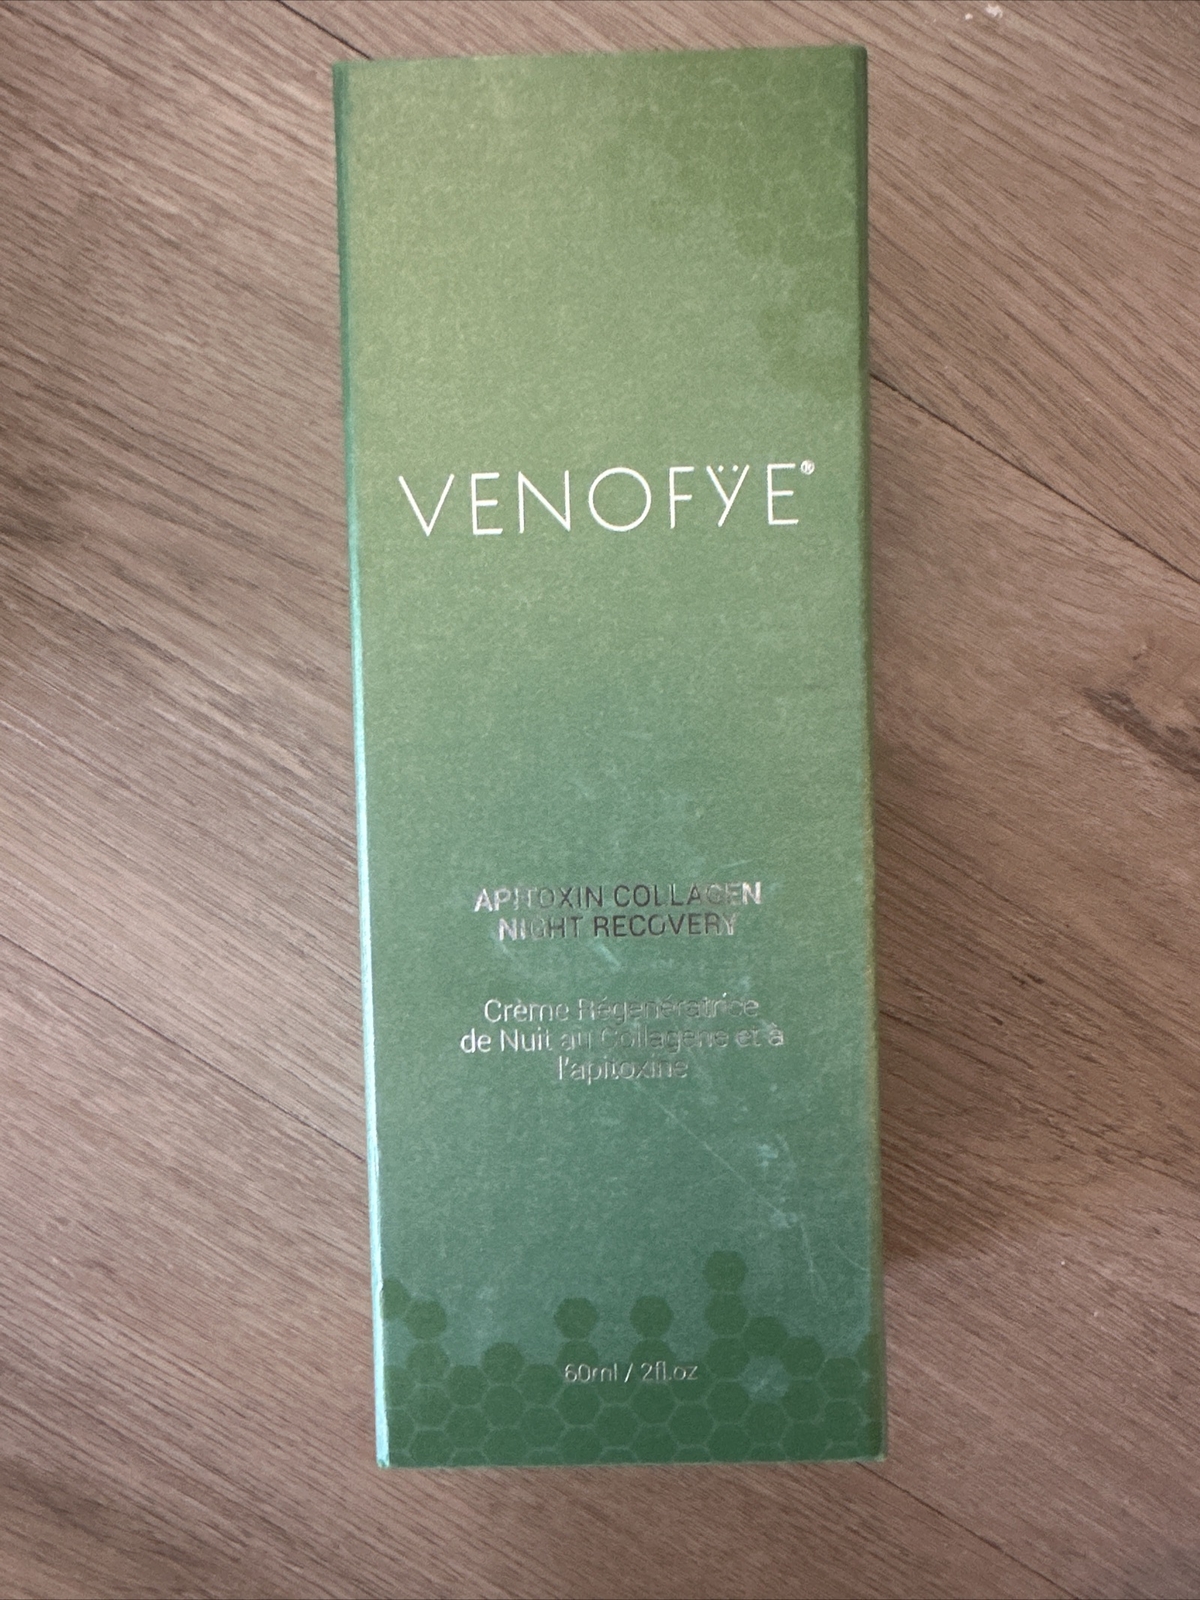 VENOFŸE®
APITOXIN COLLAGEN
NIGHT RECOVERY
Crème Régénératrice
de Nuit au Collagène et à
l'apitoxine
60ml / 2fl.oz